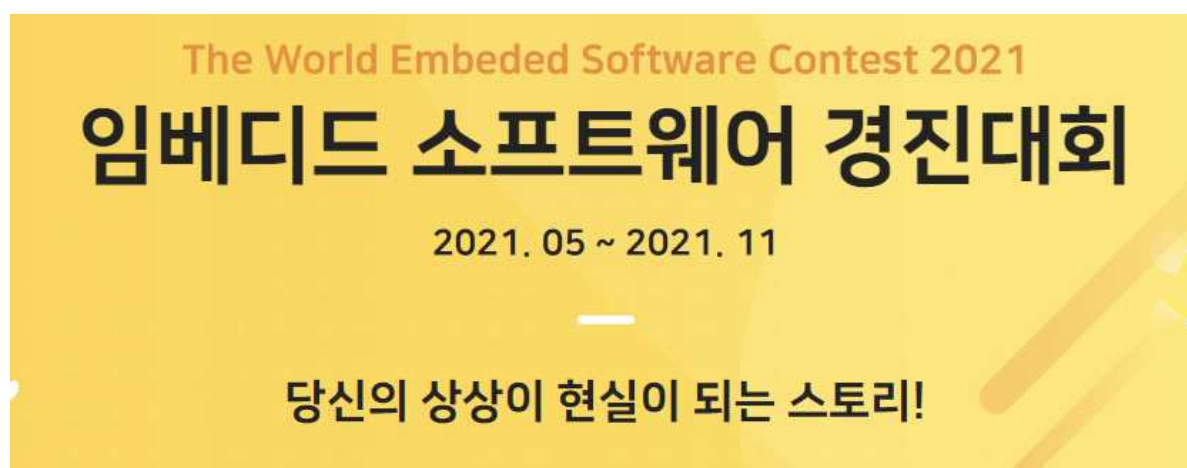 The World Embeded Software Contest 2021
임베디드 소프트웨어 경진대회
2021. 05 ~ 2021. 11
당신의 상상이 현실이 되는 스토리!